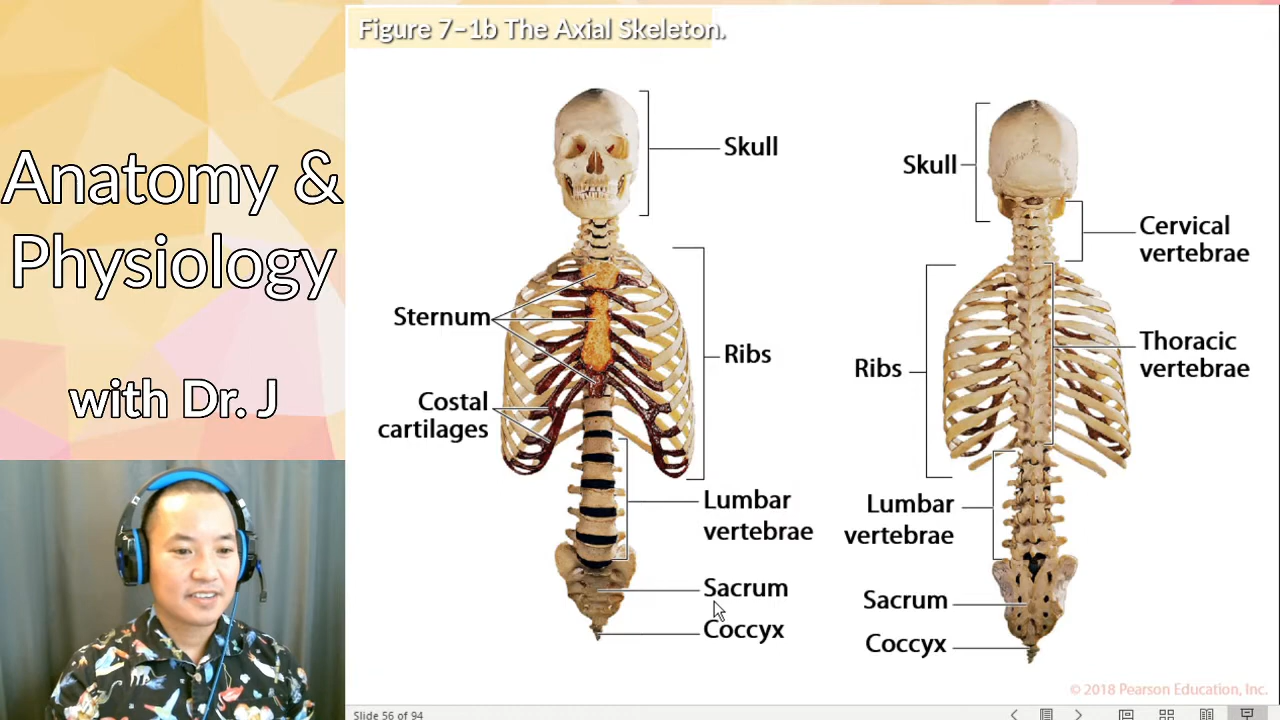 Anatomy &
Physiology
with Dr. J
Figure 7–1b The Axial Skeleton.
Skull
Sternum
Ribs
Costal
cartilages
Lumbar
vertebrae
Sacrum
Coccyx
Skull
Cervical
vertebrae
Thoracic
vertebrae
Ribs
Lumbar
vertebrae
Sacrum
Coccyx
© 2018 Pearson Education, Inc.
Slide 56 of 94